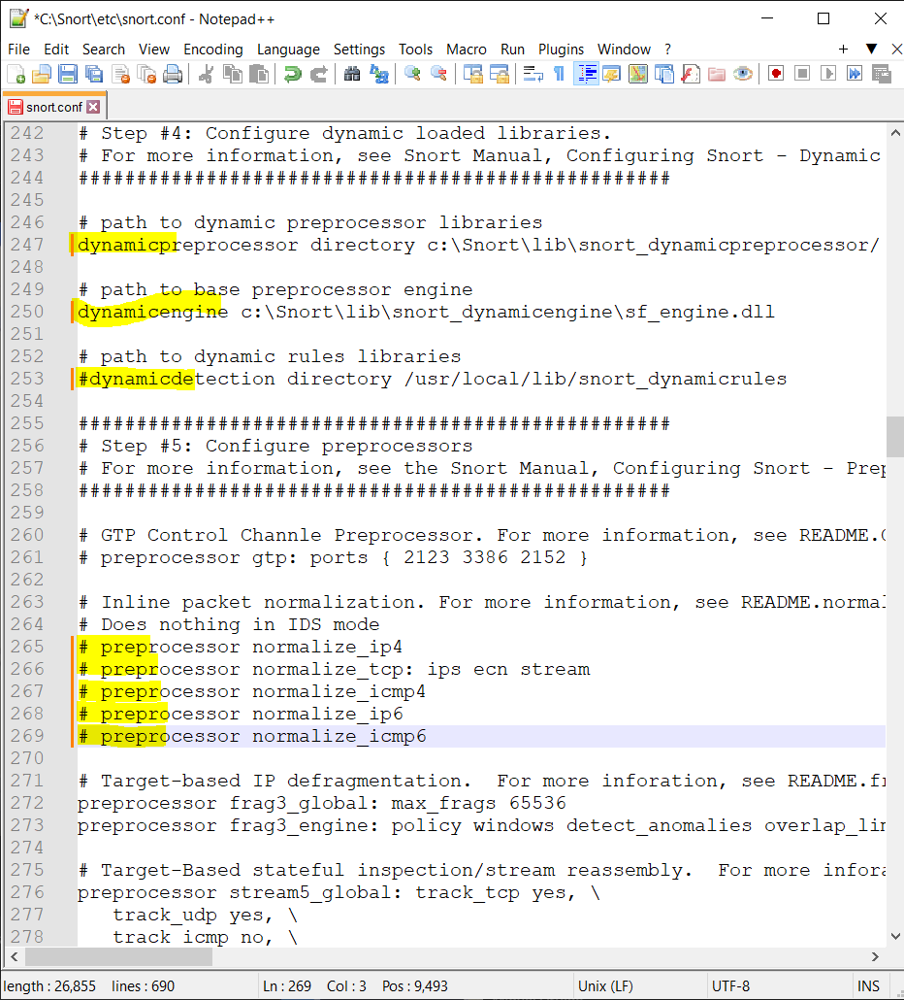 *C:\Snort\etc\snort.conf - Notepad++
File Edit Search View Encoding Language Settings Tools Macro Run Plugins Window ? + ▼ X
snort.conf
242 # Step #4: Configure dynamic loaded libraries.
243 # For more information, see Snort Manual, Configuring Snort - Dynamic
244 ###################################################
245
246 # path to dynamic preprocessor libraries
247 dynamicpreprocessor directory c:\Snort\lib\snort_dynamicpreprocessor/
248
249 # path to base preprocessor engine
250 dynamicengine c:\Snort\lib\snort_dynamicengine\sf_engine.dll
251
252 # path to dynamic rules libraries
253 #dynamicdetection directory /usr/local/lib/snort_dynamicrules
254
255 ###################################################
256 # Step #5: Configure preprocessors
257 # For more information, see the Snort Manual, Configuring Snort - Prep
258 ###################################################
259
260 # GTP Control Channle Preprocessor. For more information, see README.G
261 # preprocessor gtp: ports { 2123 3386 2152 }
262
263 # Inline packet normalization. For more information, see README.normal
264 # Does nothing in IDS mode
265 # preprocessor normalize_ip4
266 # preprocessor normalize_tcp: ips ecn stream
267 # preprocessor normalize_icmp4
268 # preprocessor normalize_ip6
269 # preprocessor normalize_icmp6
270
271 # Target-based IP defragmentation.  For more inforation, see README.fr
272 preprocessor frag3_global: max_frags 65536
273 preprocessor frag3_engine: policy windows detect_anomalies overlap_lim
274
275 # Target-Based stateful inspection/stream reassembly.  For more infora
276 preprocessor stream5_global: track_tcp yes, \
277    track_udp yes, \
278    track_icmp no, \
length : 26,855 lines : 690 Ln : 269 Col : 3 Pos : 9,493 Unix (LF) UTF-8 INS